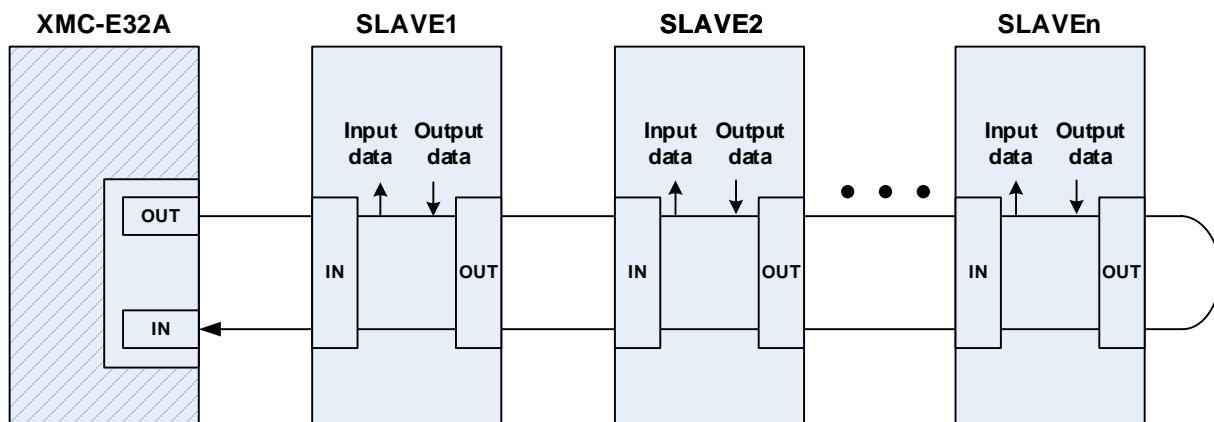 XMC-E32A
SLAVE1
SLAVE2
SLAVEn
Input data
Output data
Input data
Output data
Input data
Output data
OUT
IN
IN
OUT
IN
OUT
IN
OUT